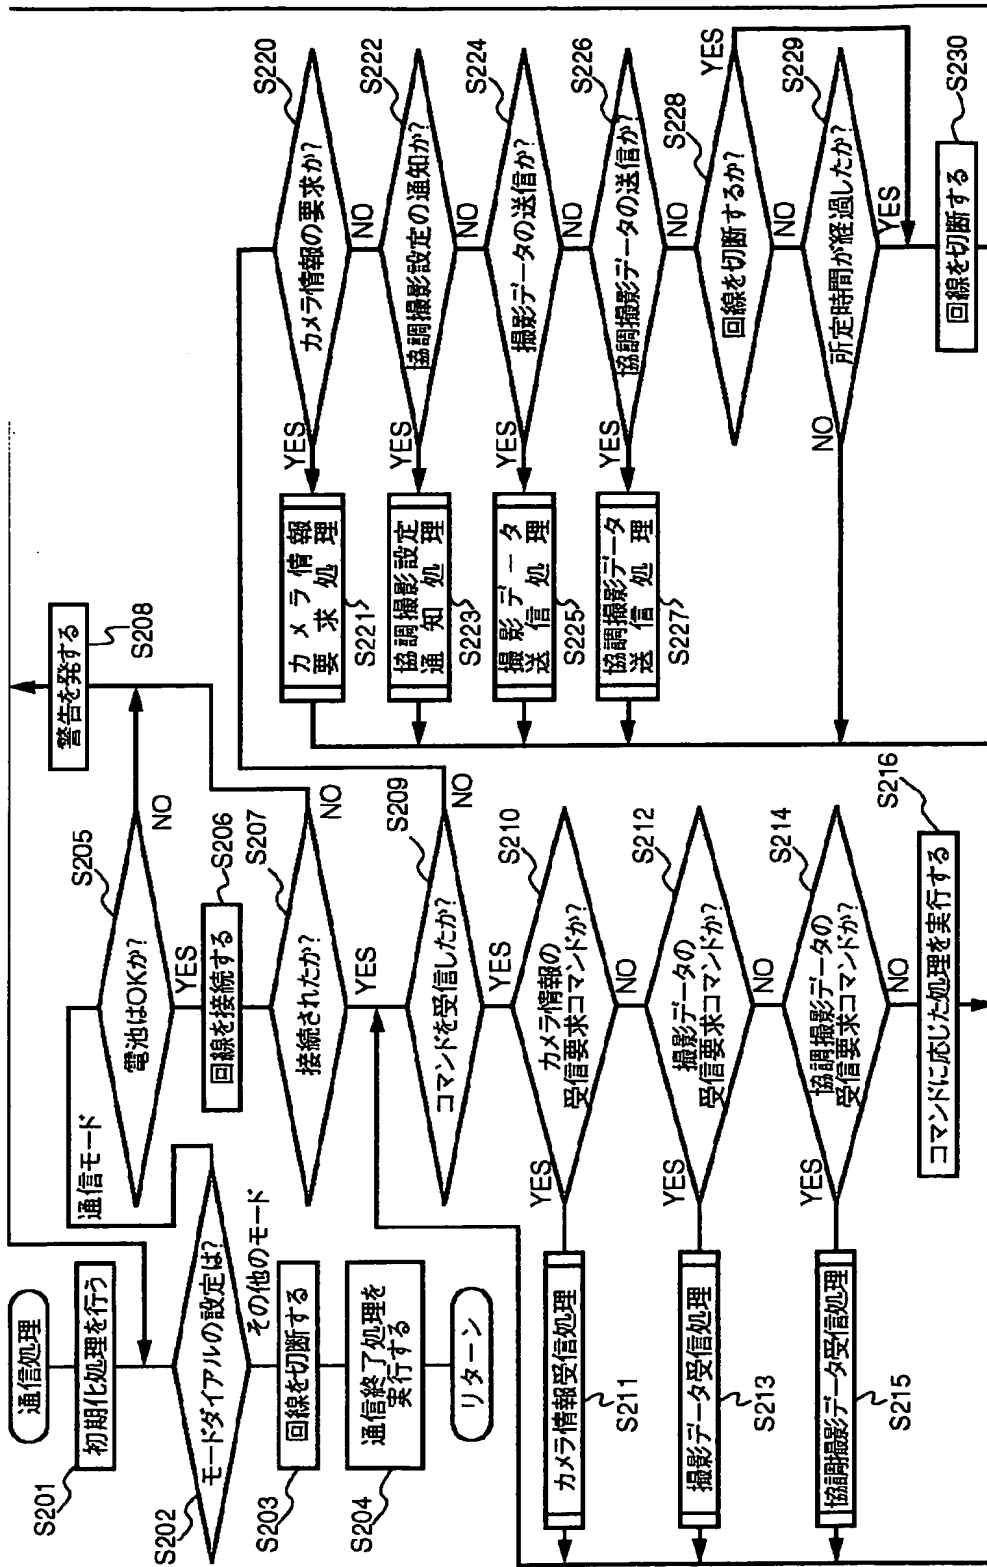 通信処理
初期化処理を行う
S201
モードダイアルの設定は?
S202
通信モード
その他のモード
回線を切断する
S203
通信終了処理を
実行する
S204
リターン
電池はOKか?
S205
NO
YES
回線を接続する
S206
接続されたか?
S207
NO
YES
警告を発する
S208
コマンドを受信したか?
S209
NO
YES
カメラ情報の
受信要求コマンドか?
S210
YES
NO
カメラ情報受信処理
S211
撮影データの
受信要求コマンドか?
S212
YES
NO
撮影データ受信処理
S213
協調撮影データの
受信要求コマンドか?
S214
YES
NO
協調撮影データ受信処理
S215
コマンドに応じた処理を実行する
S216
カメラ情報の要求か?
S220
YES
NO
カメラ情報
要求処理
S221
協調撮影設定の通知か?
S222
YES
NO
協調撮影設定
通知処理
S223
撮影データの送信か?
S224
YES
NO
撮影データ
送信処理
S225
協調撮影データの送信か?
S226
YES
NO
協調撮影データ
送信処理
S227
回線を切断するか?
S228
YES
NO
所定時間が経過したか?
S229
NO
YES
回線を切断する
S230